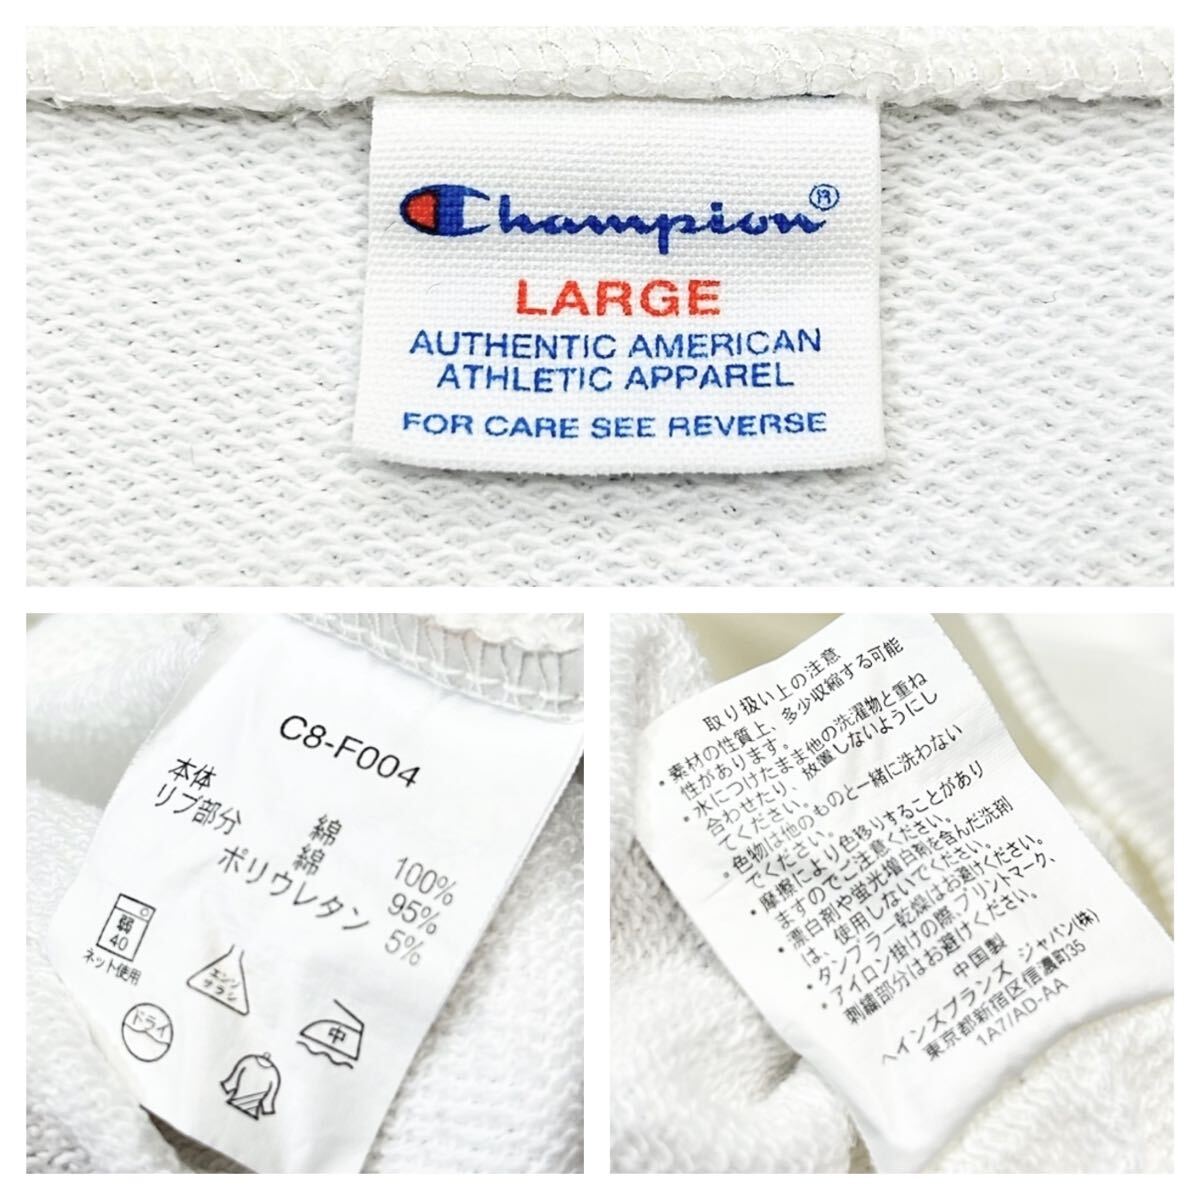 Champion®
LARGE
AUTHENTIC AMERICAN
ATHLETIC APPAREL
FOR CARE SEE REVERSE
C8-F004
本体 綿 100%
リブ部分 綿 95%
ポリウレタン 5%
弱
40
ネット使用
エンソ
サラシ
中
ドライ
取り扱い上の注意
・素材の性質上、多少収縮する可能
性があります。
・水につけたまま他の洗濯物と重ね
合わせたり、放置しないようにし
てください。
・色物は他のものと一緒に洗わない
でください。
・摩擦により色移りすることがあり
ますのでご注意ください。
・漂白剤や蛍光増白剤を含んだ洗剤
は、使用しないでください。
・タンブラー乾燥はお避けください。
・アイロン掛けの際、プリントマーク、
刺繍部分はお避けください。
中国製
ヘインズブランズ ジャパン(株)
東京都新宿区信濃町35
1A7/AD-AA